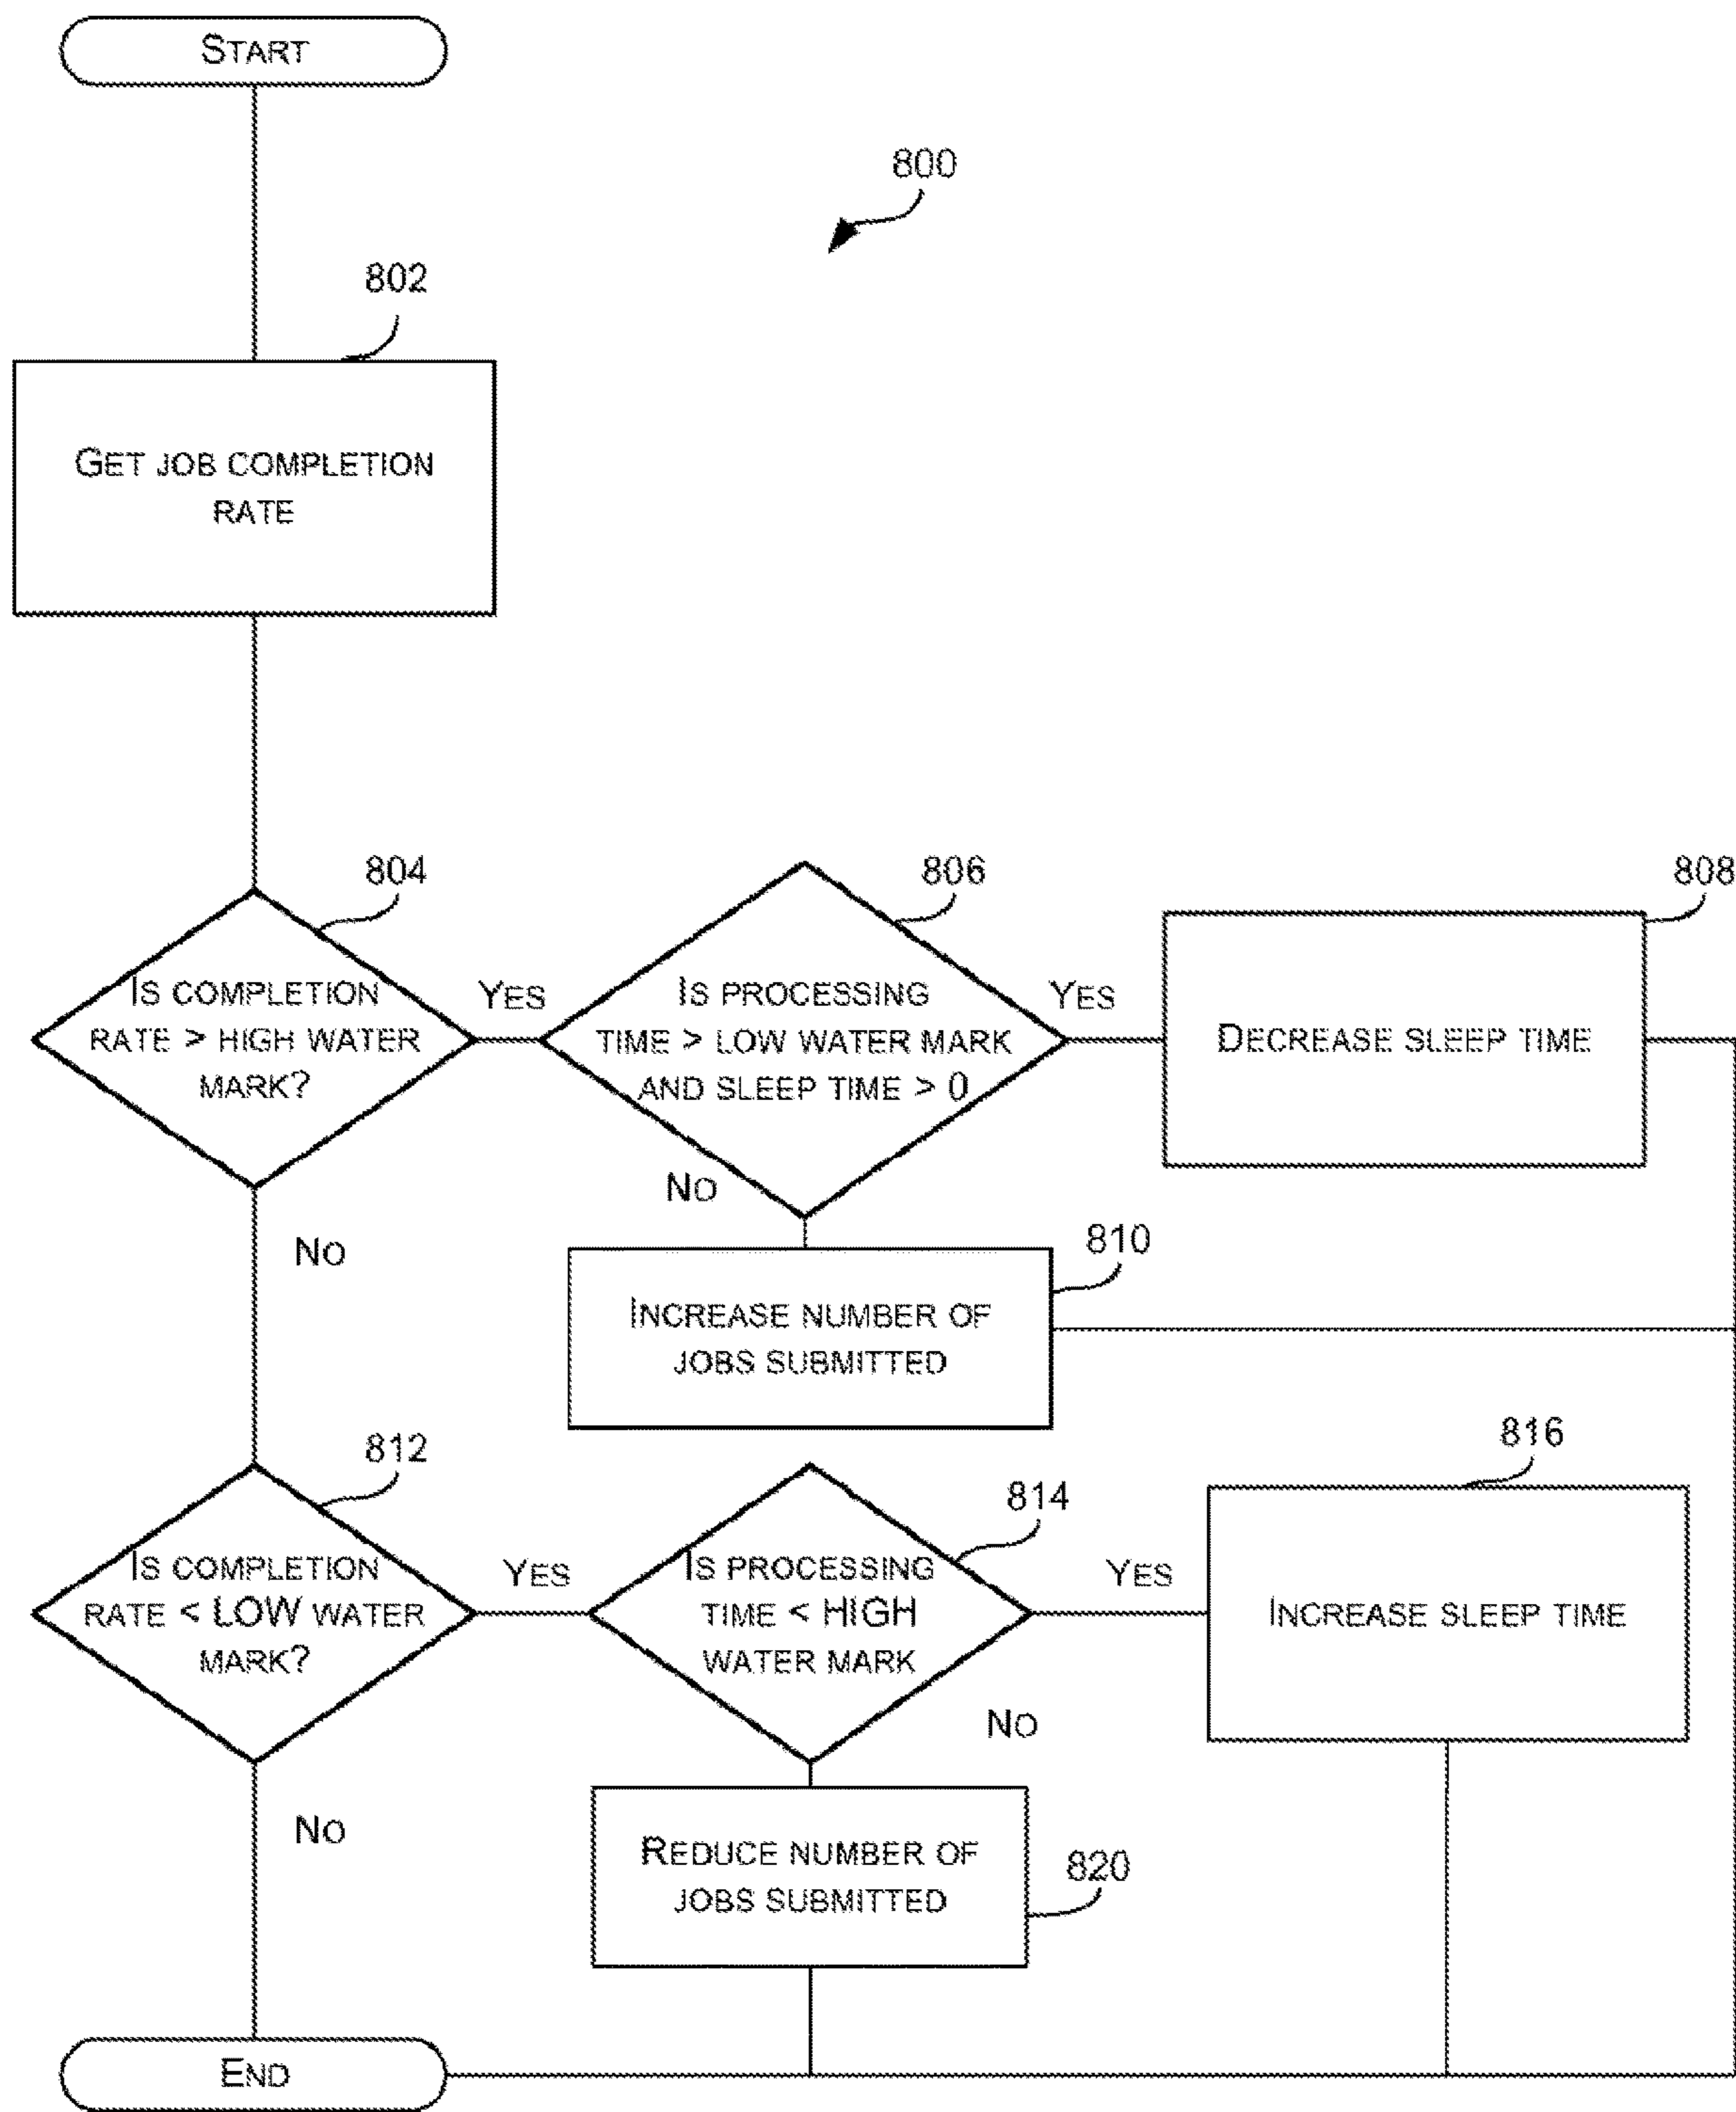 START
800
802
GET JOB COMPLETION
RATE
804
IS COMPLETION
RATE > HIGH WATER
MARK?
YES
806
IS PROCESSING
TIME > LOW WATER MARK
AND SLEEP TIME > 0
YES
808
DECREASE SLEEP TIME
NO
NO
810
INCREASE NUMBER OF
JOBS SUBMITTED
812
IS COMPLETION
RATE < LOW WATER
MARK?
YES
814
IS PROCESSING
TIME < HIGH
WATER MARK
YES
816
INCREASE SLEEP TIME
NO
NO
820
REDUCE NUMBER OF
JOBS SUBMITTED
END